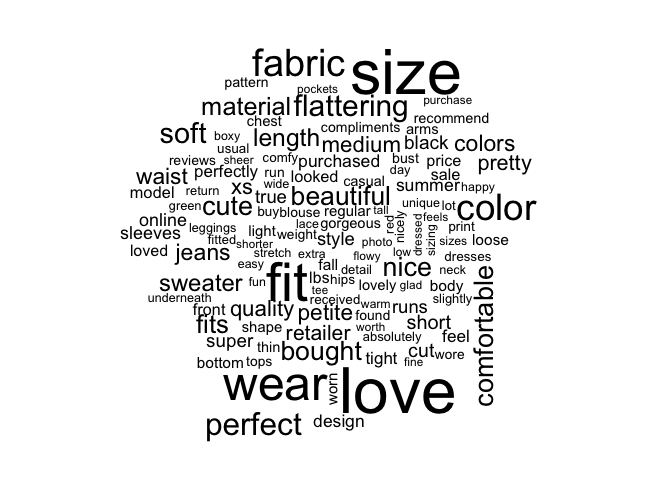 fabric size
pattern
pockets
material flattering purchase
chest recommend
soft boxy length compliments arms
usual medium black colors
reviews sheer comfy purchased bust price pretty
waist perfectly run looked day sale
model return xs wide true casual summer happy
green cute beautiful unique lot color
online buy blouse regular tall red nicely dressed feels
sleeves leggings light lace gorgeous sizing print
loved fitted shorter weight style photo low sizes loose
jeans stretch extra flowy dresses
easy fit fall detail nice neck
sweater fun lbs hips lovely glad body
underneath tee received warm slightly comfortable
front quality petite found runs
fits shape retailer worth short
super thin absolutely feel
bottom tops bought tight cut wore
fine
wear worn love
perfect design